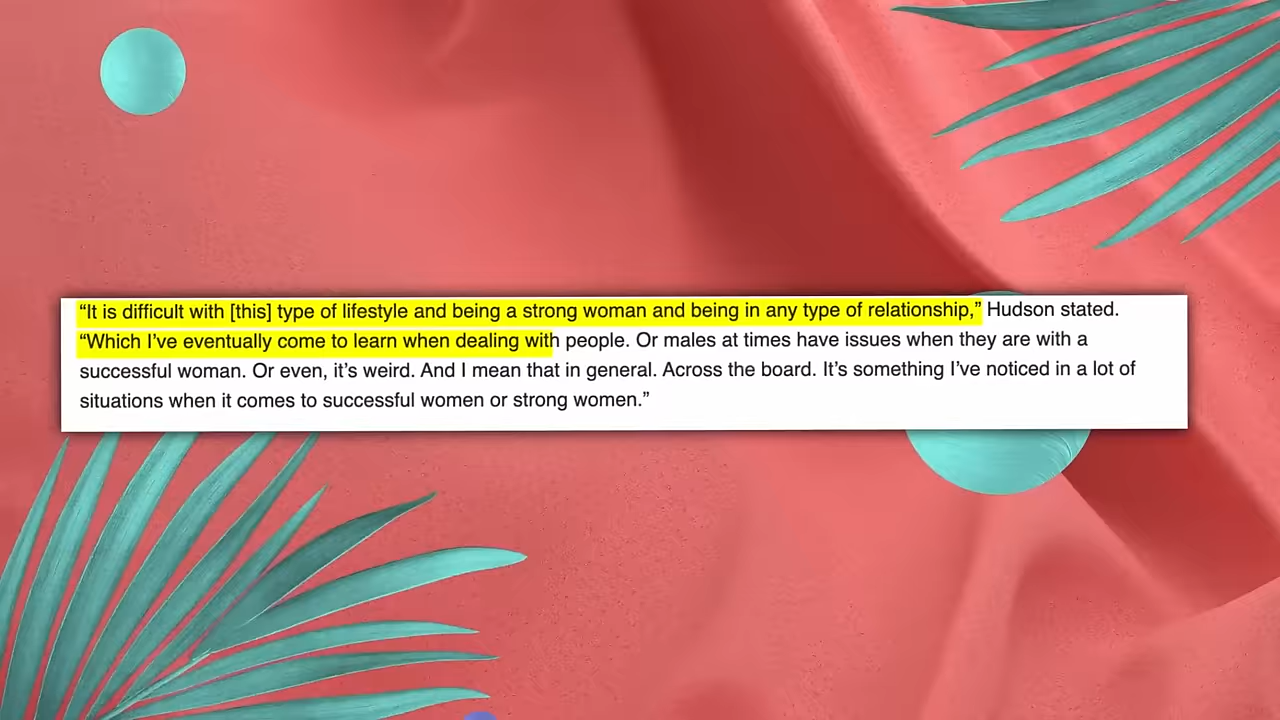 “It is difficult with [this] type of lifestyle and being a strong woman and being in any type of relationship,” Hudson stated.
“Which I’ve eventually come to learn when dealing with people. Or males at times have issues when they are with a
successful woman. Or even, it’s weird. And I mean that in general. Across the board. It’s something I’ve noticed in a lot of
situations when it comes to successful women or strong women.”